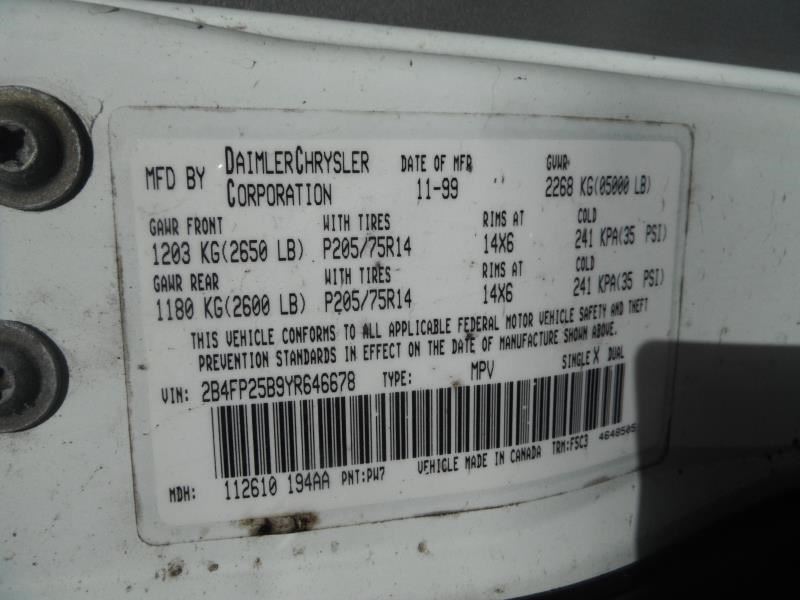 MFD BY DAIMLERCHRYSLER CORPORATION DATE OF MFR 11-99 GVWR 2268 KG(05000 LB)
GAWR FRONT WITH TIRES RIMS AT COLD
1203 KG(2650 LB) P205/75R14 14X6 241 KPA(35 PSI)
GAWR REAR WITH TIRES RIMS AT COLD
1180 KG(2600 LB) P205/75R14 14X6 241 KPA(35 PSI)
THIS VEHICLE CONFORMS TO ALL APPLICABLE FEDERAL MOTOR VEHICLE SAFETY AND THEFT
PREVENTION STANDARDS IN EFFECT ON THE DATE OF MANUFACTURE SHOWN ABOVE.
VIN: 2B4FP25B9YR646678 TYPE: MPV SINGLE X DUAL
MDH: 112610 194AA PNT:PW7 VEHICLE MADE IN CANADA TRM:F5C3 4648505